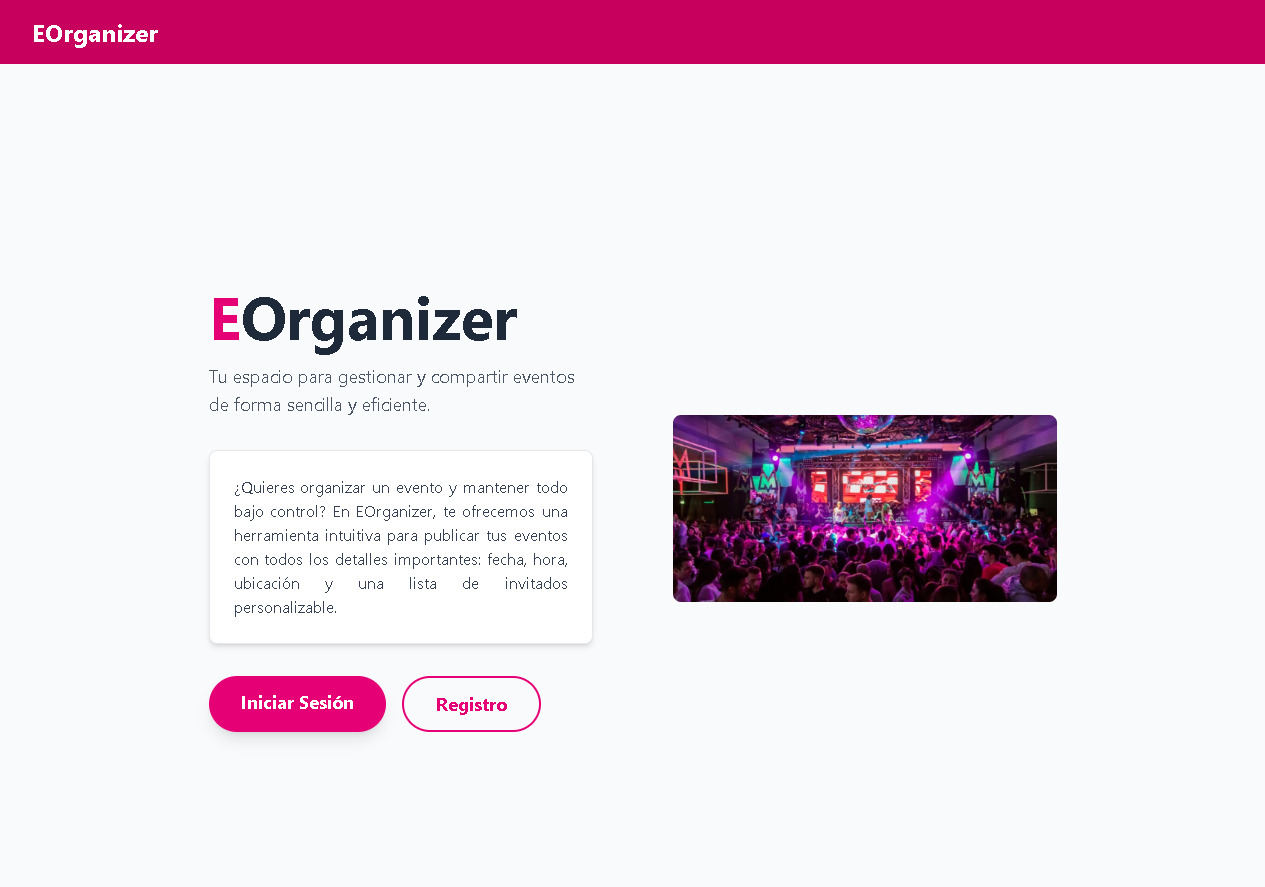 EOrganizer
EOrganizer
Tu espacio para gestionar y compartir eventos
de forma sencilla y eficiente.
¿Quieres organizar un evento y mantener todo
bajo control? En EOrganizer, te ofrecemos una
herramienta intuitiva para publicar tus eventos
con todos los detalles importantes: fecha, hora,
ubicación y una lista de invitados
personalizable.
Iniciar Sesión
Registro